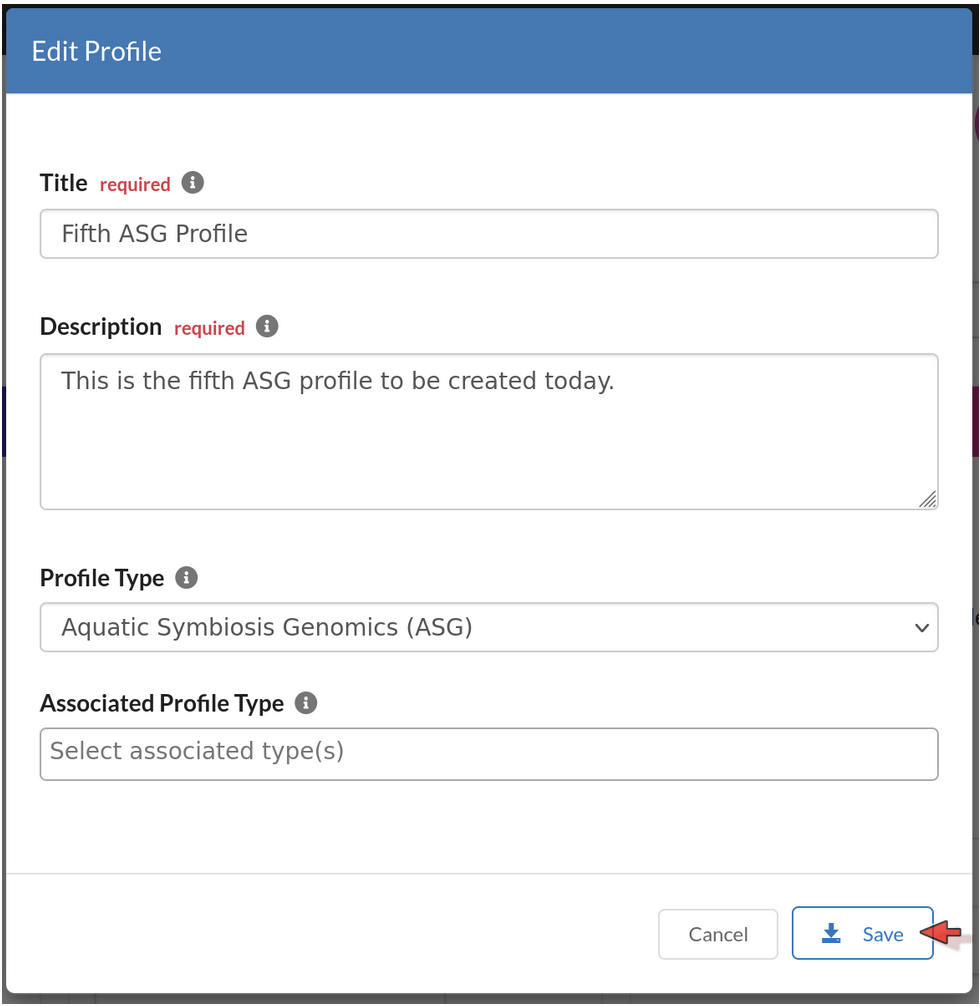 Edit Profile
Title required
Fifth ASG Profile
Description required
This is the fifth ASG profile to be created today.
Profile Type
Aquatic Symbiosis Genomics (ASG)
Associated Profile Type
Select associated type(s)
Cancel Save